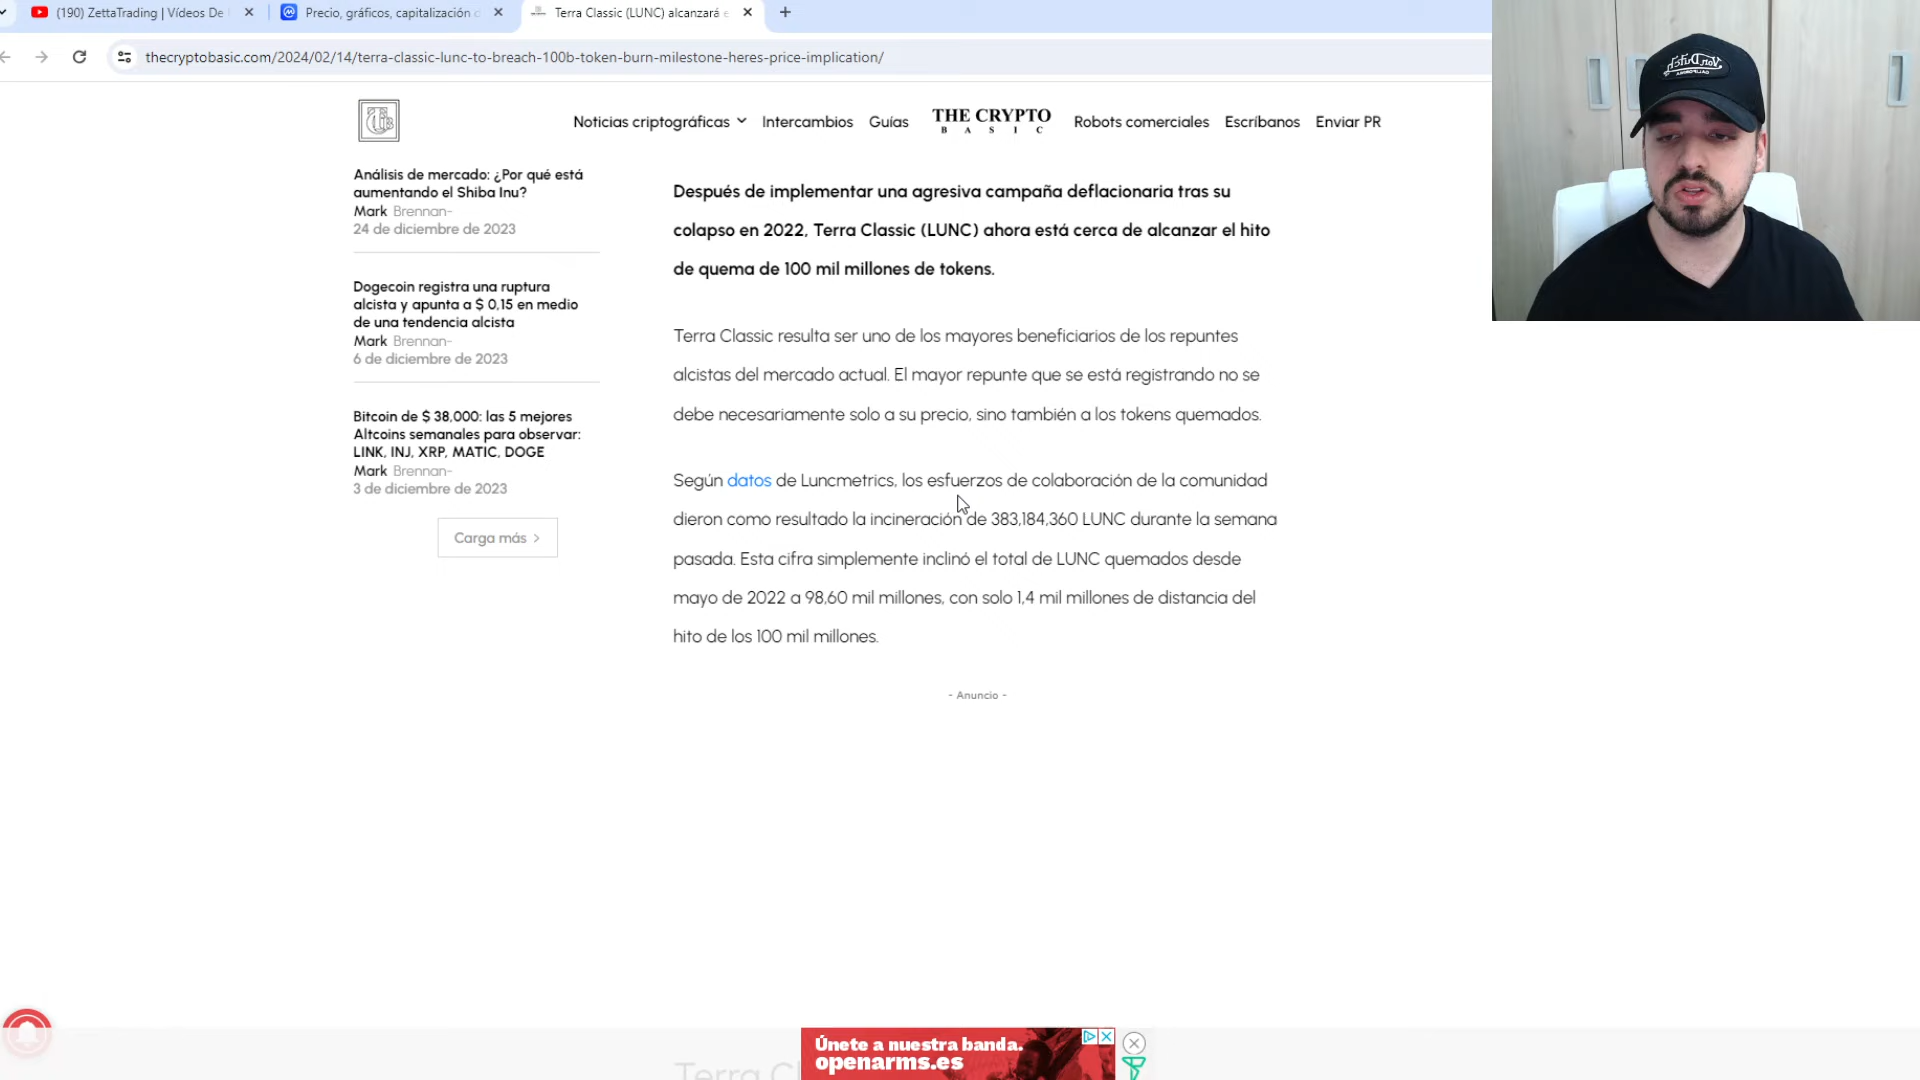 (190) ZettaTrading | Vídeos De
Precio, gráficos, capitalización d
Terra Classic (LUNC) alcanzará e
thecryptobasic.com/2024/02/14/terra-classic-lunc-to-breach-100b-token-burn-milestone-heres-price-implication/
Noticias criptográficas
Intercambios
Guías
THE CRYPTO
BASIC
Robots comerciales
Escríbanos
Enviar PR
Análisis de mercado: ¿Por qué está
aumentando el Shiba Inu?
Mark Brennan-
24 de diciembre de 2023
Dogecoin registra una ruptura
alcista y apunta a $ 0,15 en medio
de una tendencia alcista
Mark Brennan-
6 de diciembre de 2023
Bitcoin de $ 38,000: las 5 mejores
Altcoins semanales para observar:
LINK, INJ, XRP, MATIC, DOGE
Mark Brennan-
3 de diciembre de 2023
Carga más
Después de implementar una agresiva campaña deflacionaria tras su
colapso en 2022, Terra Classic (LUNC) ahora está cerca de alcanzar el hito
de quema de 100 mil millones de tokens.
Terra Classic resulta ser uno de los mayores beneficiarios de los repuntes
alcistas del mercado actual. El mayor repunte que se está registrando no se
debe necesariamente solo a su precio, sino también a los tokens quemados.
Según datos de Luncmetrics, los esfuerzos de colaboración de la comunidad
dieron como resultado la incineración de 383,184,360 LUNC durante la semana
pasada. Esta cifra simplemente inclinó el total de LUNC quemados desde
mayo de 2022 a 98,60 mil millones, con solo 1,4 mil millones de distancia del
hito de los 100 mil millones.
- Anuncio -
Terra Cl
Únete a nuestra banda.
openarms.es